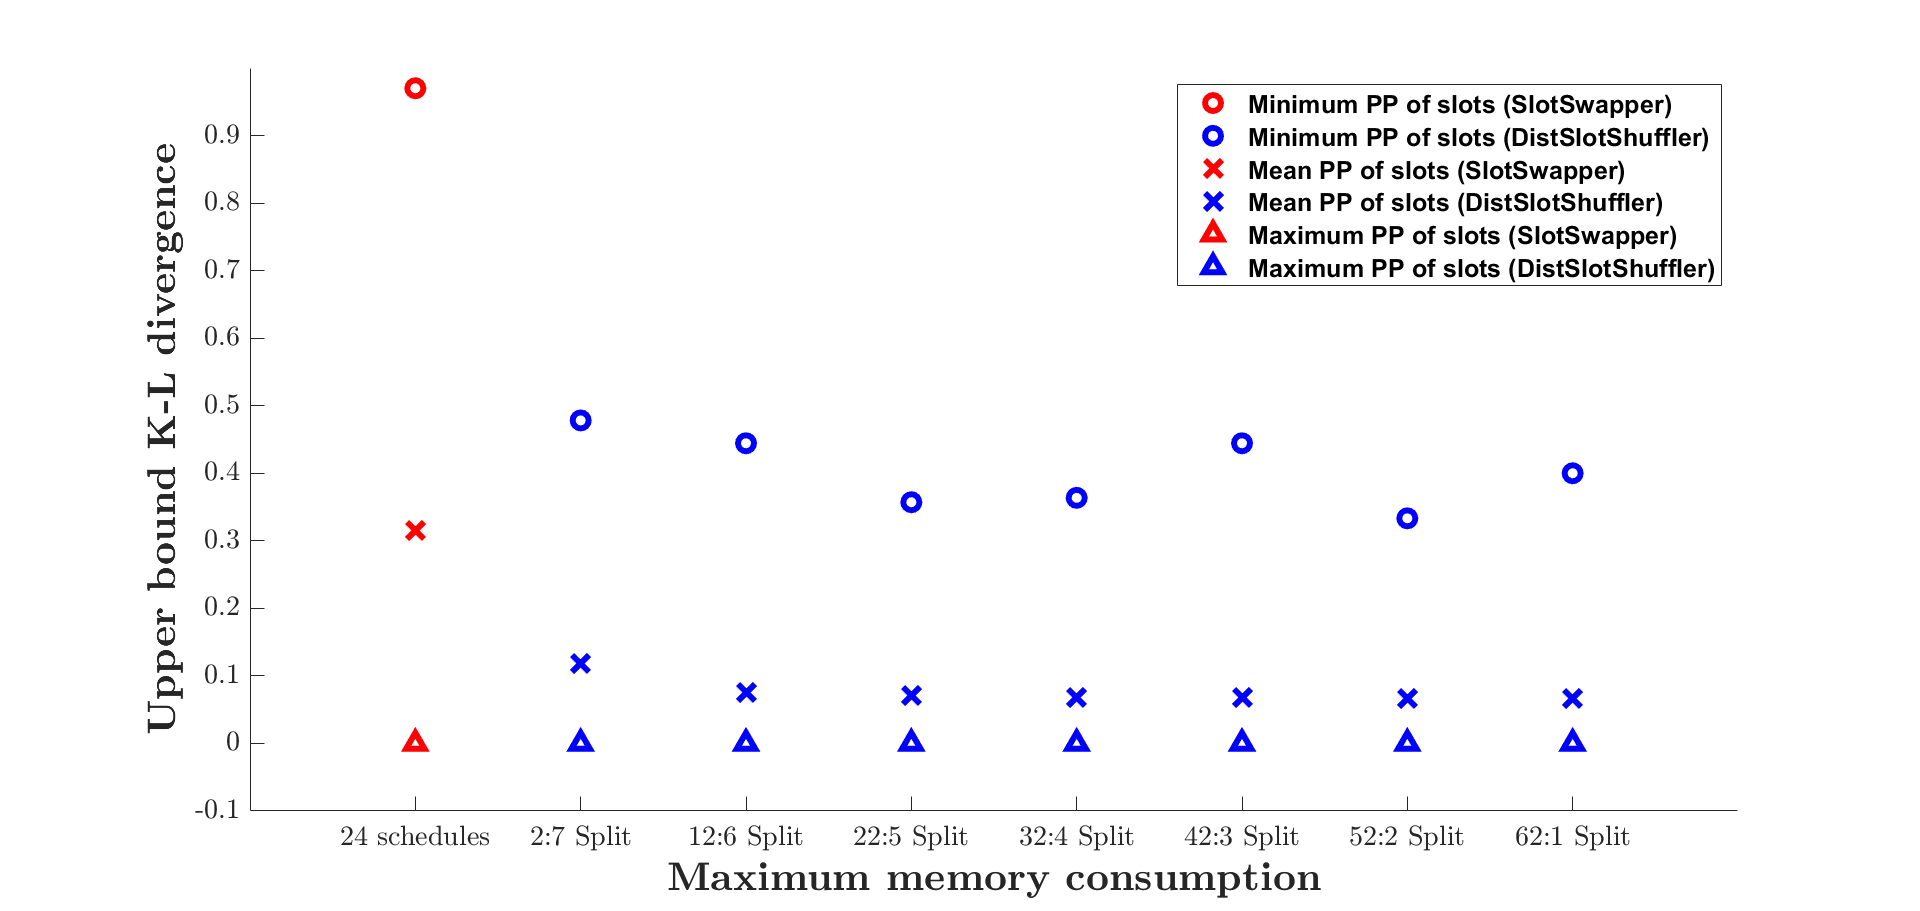 Minimum PP of slots (SlotSwapper)
Minimum PP of slots (DistSlotShuffler)
Mean PP of slots (SlotSwapper)
Mean PP of slots (DistSlotShuffler)
Maximum PP of slots (SlotSwapper)
Maximum PP of slots (DistSlotShuffler)
Upper bound K-L divergence
0.9
0.8
0.7
0.6
0.5
0.4
0.3
0.2
0.1
0
-0.1
24 schedules 2:7 Split 12:6 Split 22:5 Split 32:4 Split 42:3 Split 52:2 Split 62:1 Split
Maximum memory consumption